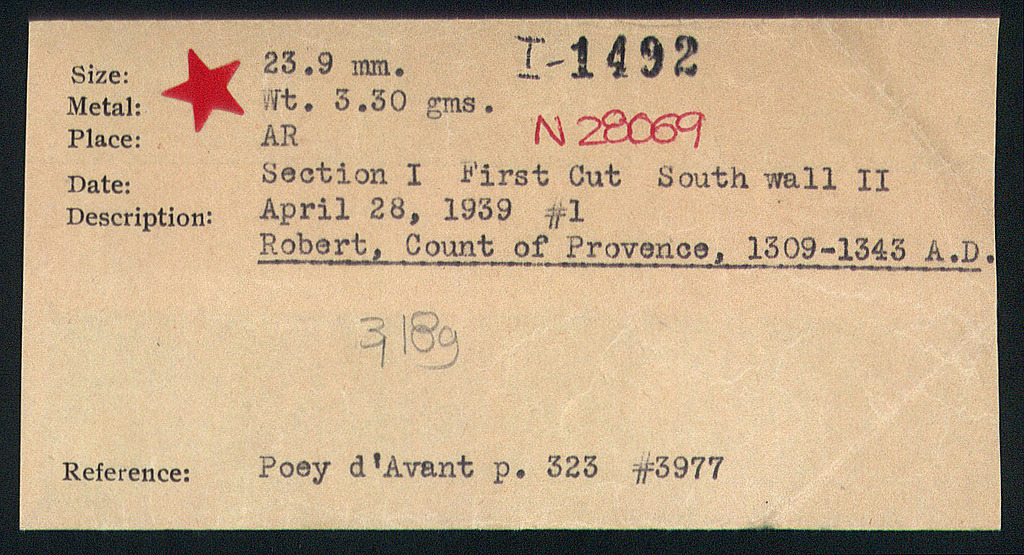 Size: 23.9 mm. I-1492
Metal: Wt. 3.30 gms.
Place: AR N 28069
Date: Section I First Cut South wall II
Description: April 28, 1939 #1
Robert, Count of Provence, 1309-1343 A.D.
3,18g
Reference: Poey d'Avant p. 323 #3977